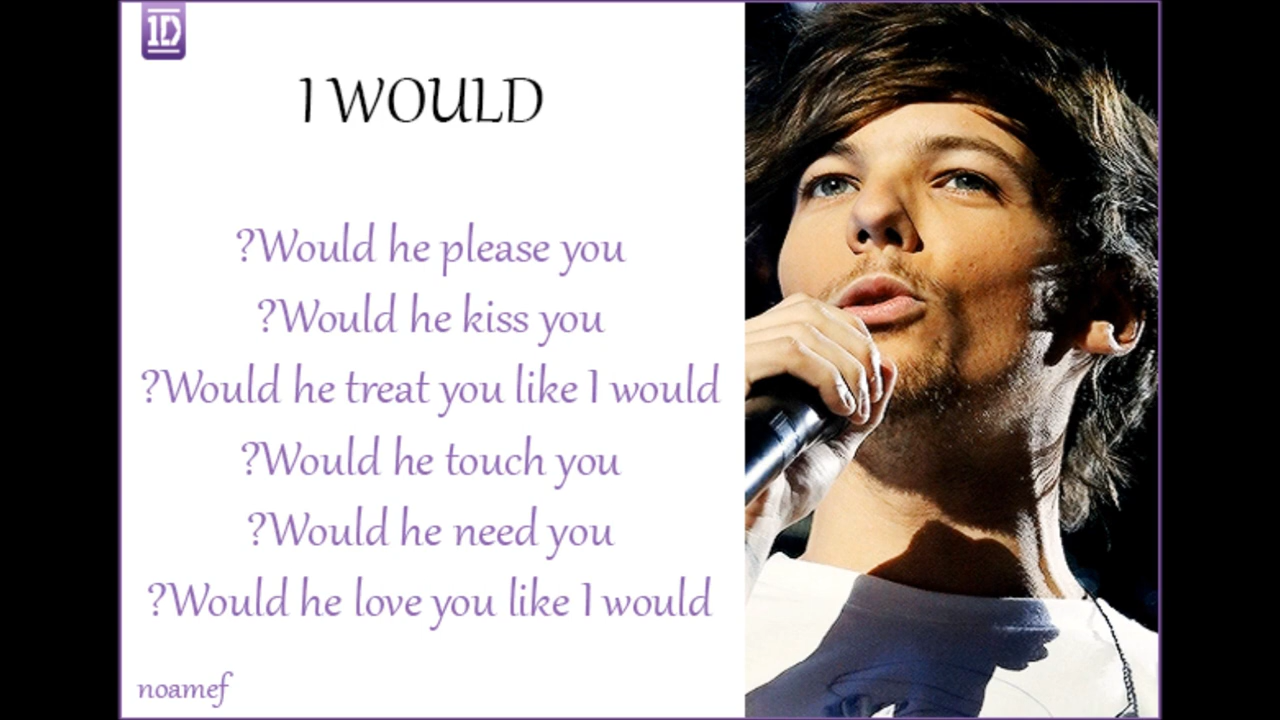 1D
I WOULD
?Would he please you
?Would he kiss you
?Would he treat you like I would
?Would he touch you
?Would he need you
?Would he love you like I would
noamef